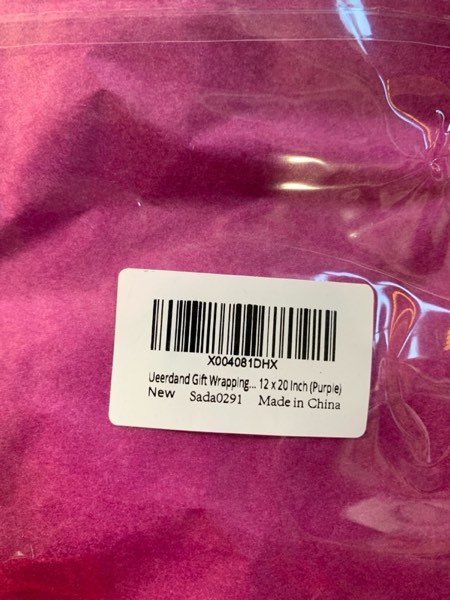 X004081DHX
Ueerdand Gift Wrapping... 12 x 20 Inch (Purple)
New Sada0291 Made in China